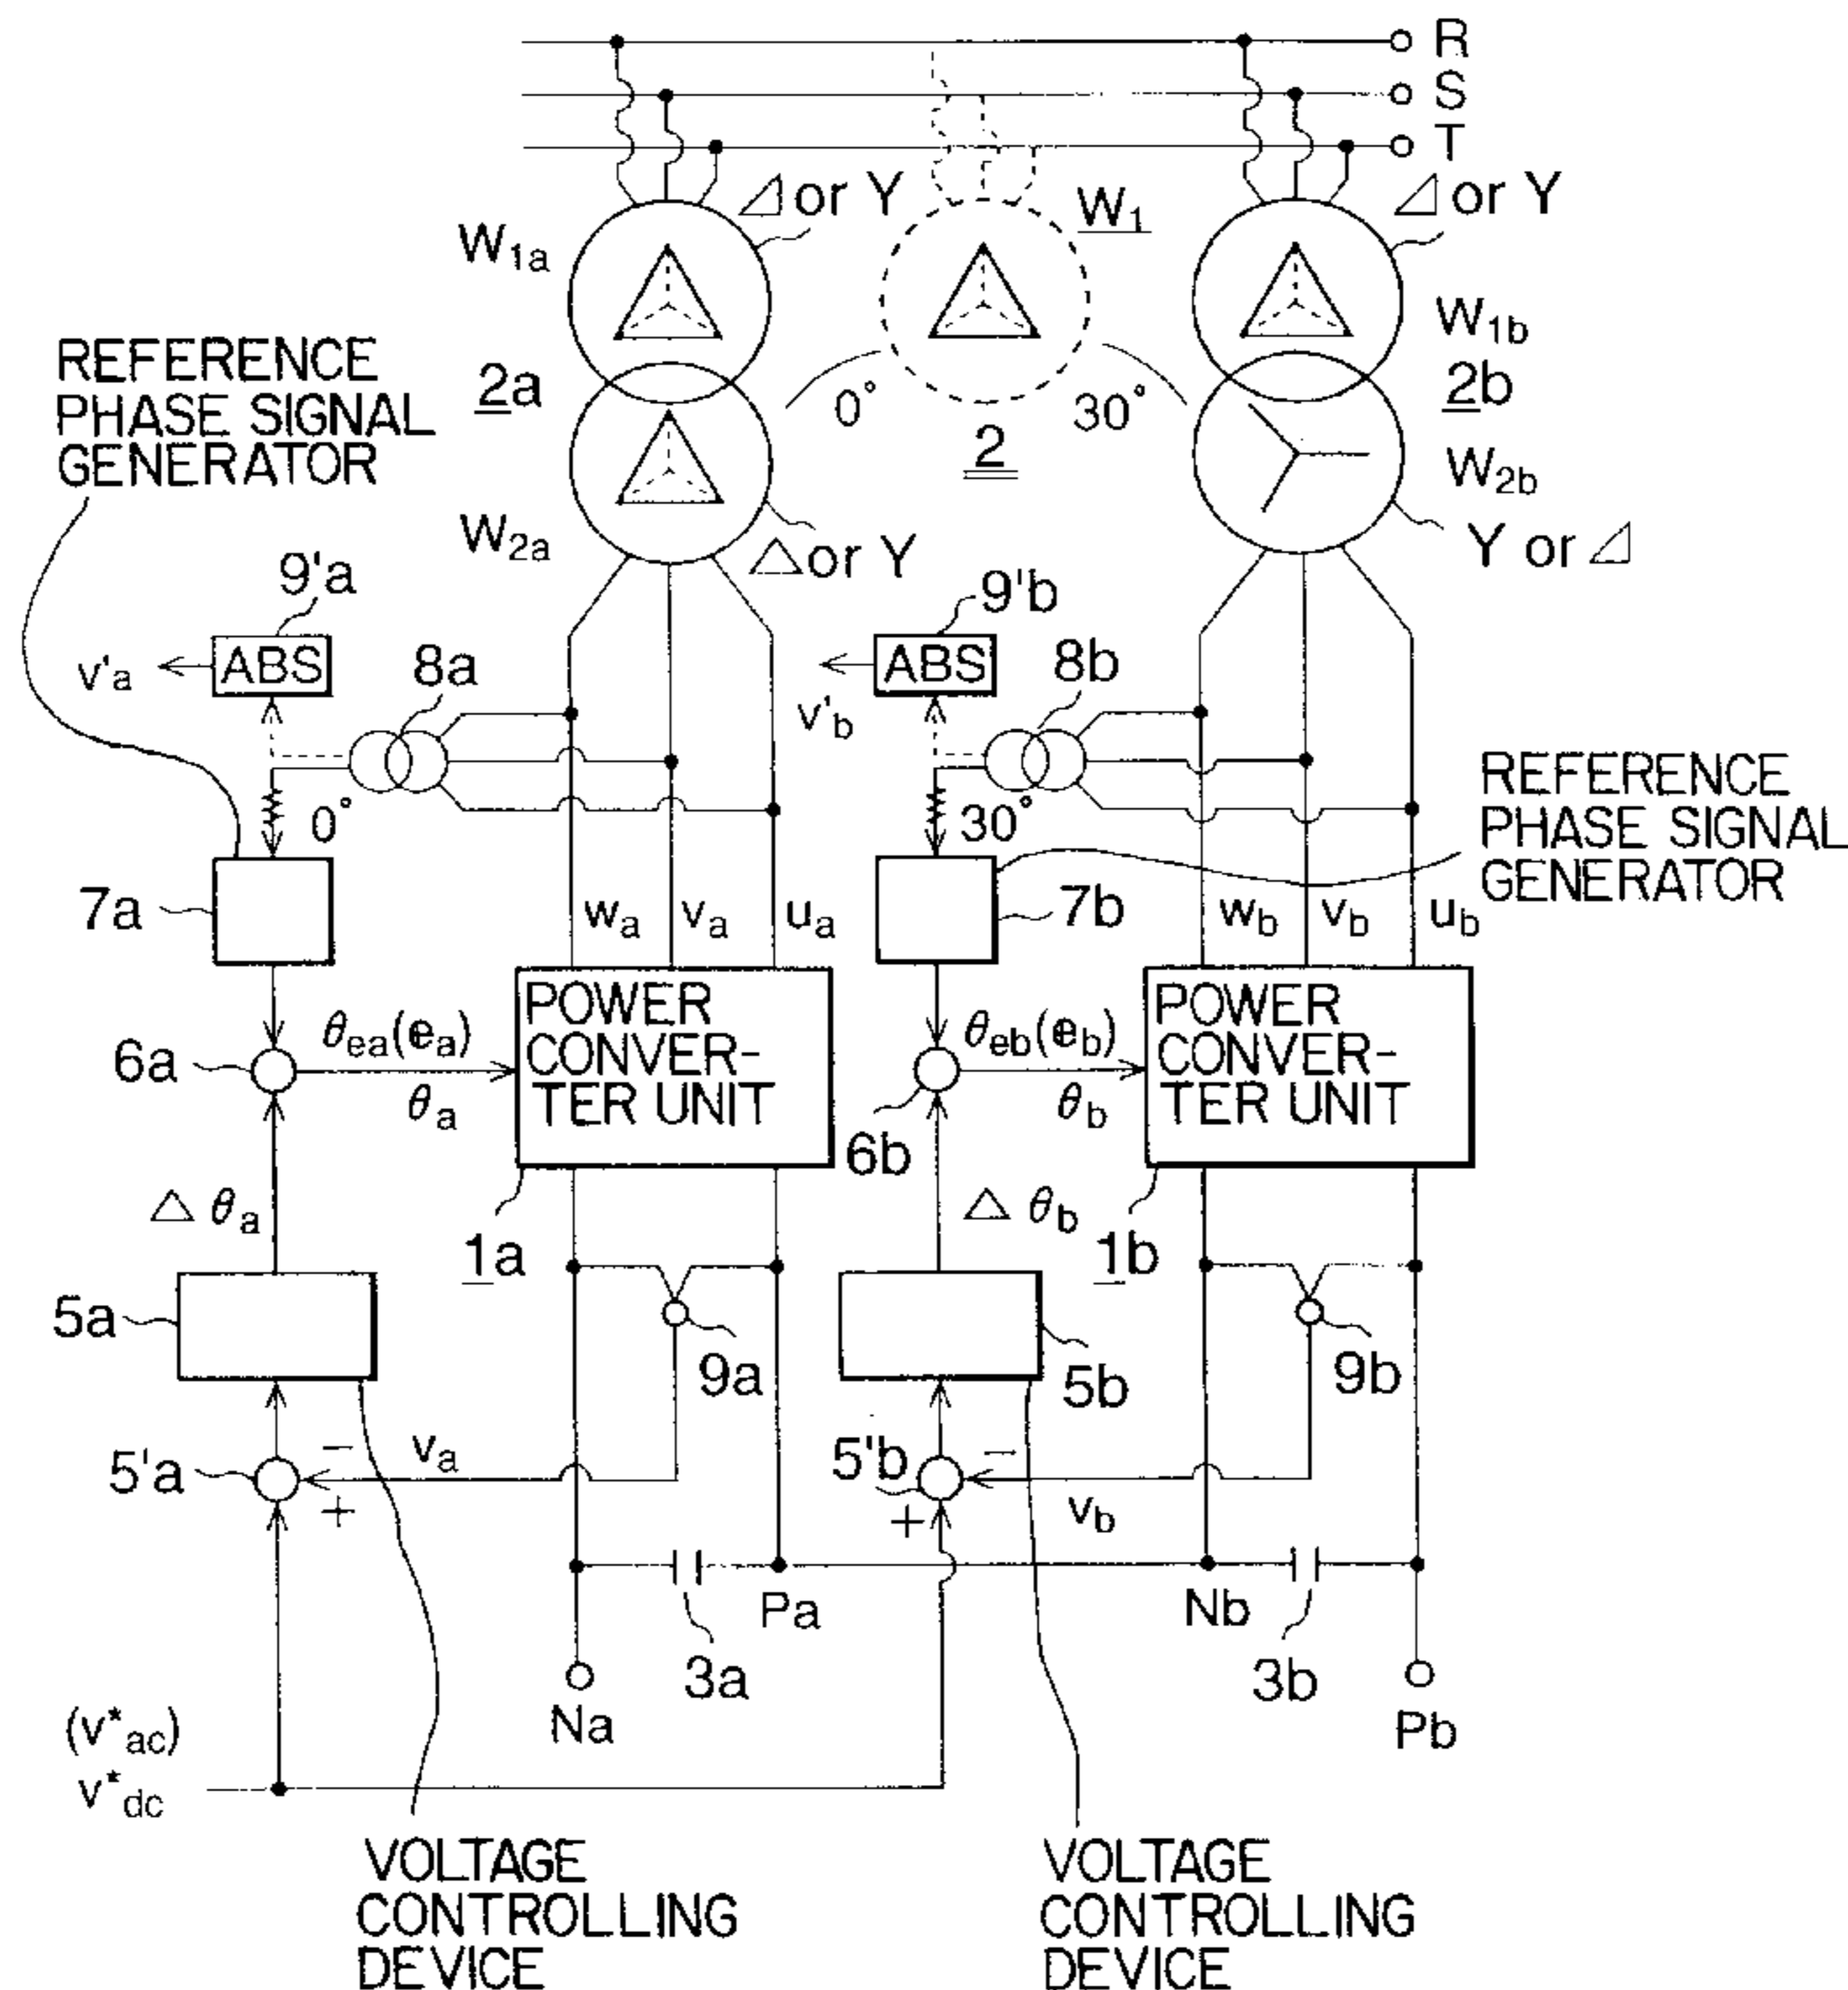 R
S
T
⊿ or Y
W1
⊿ or Y
W1a
W1b
REFERENCE
PHASE SIGNAL
GENERATOR
2a
0°
30°
2b
2
W2a
W2b
△ or Y
Y or ⊿
9'a
9'b
ABS
v'a
8a
ABS
v'b
8b
0°
30°
REFERENCE
PHASE SIGNAL
GENERATOR
7a
wa
va
ua
7b
wb
vb
ub
POWER
CONVER-
TER UNIT
POWER
CONVER-
TER UNIT
6a
θea(ea)
θa
6b
θeb(eb)
θb
△ θa
1a
△ θb
1b
5a
9a
5b
9b
5'a
−
+
va
5'b
−
+
vb
Pa
Nb
3a
3b
Na
Pb
(v*ac)
v*dc
VOLTAGE
CONTROLLING
DEVICE
VOLTAGE
CONTROLLING
DEVICE